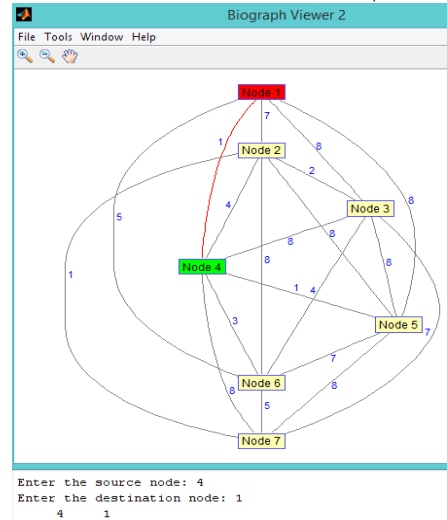 Biograph Viewer 2
File Tools Window Help
Node 1
7
1
8
Node 2
2
8
4
Node 3
5
8
8
8
Node 4
1
8
1 4
3
Node 5
7
7
Node 6
8
8
5
Node 7
Enter the source node: 4
Enter the destination node: 1
4 1